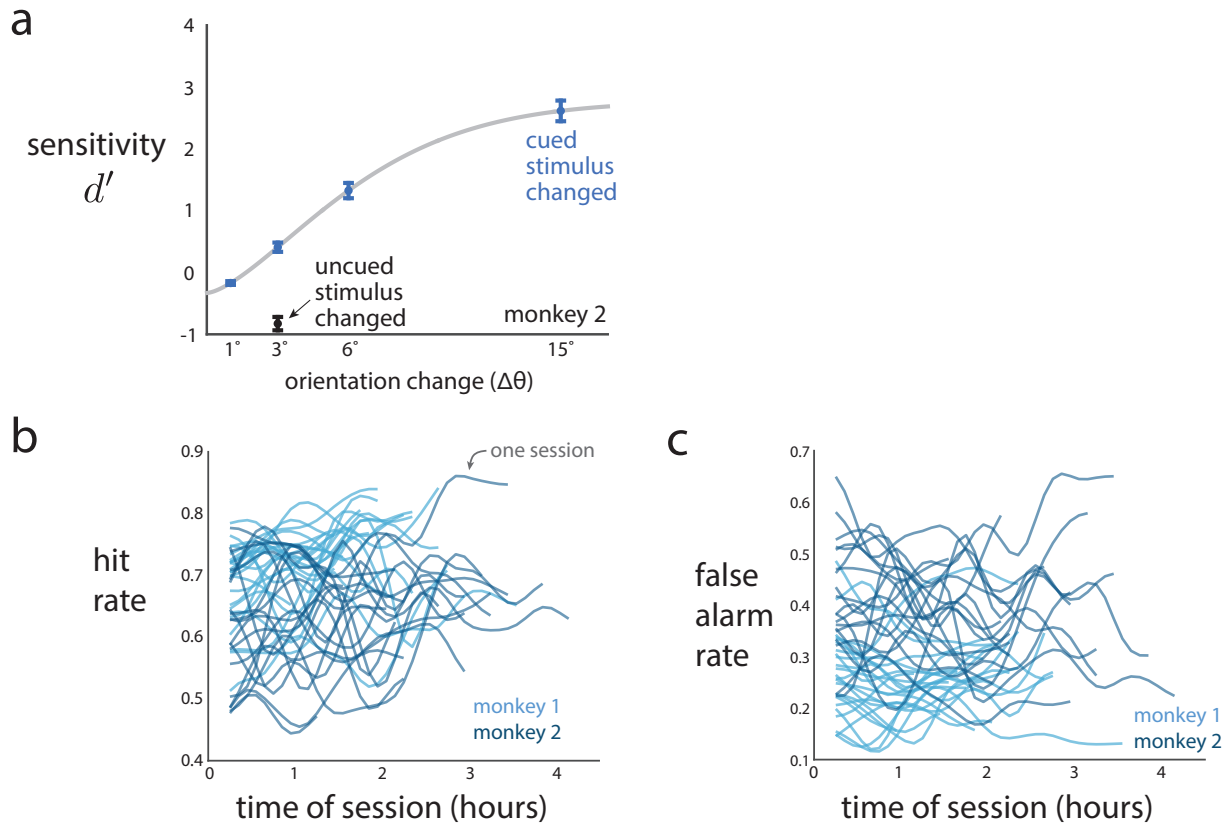 a
4
3
2
1
0
-1
sensitivity
d′
cued
stimulus
changed
uncued
stimulus
changed
monkey 2
1° 3° 6° 15°
orientation change (Δθ)
b
0.9
0.8
0.7
0.6
0.5
0.4
hit
rate
one session
monkey 1
monkey 2
0 1 2 3 4
time of session (hours)
c
0.7
0.6
0.5
0.4
0.3
0.2
0.1
false
alarm
rate
monkey 1
monkey 2
0 1 2 3 4
time of session (hours)